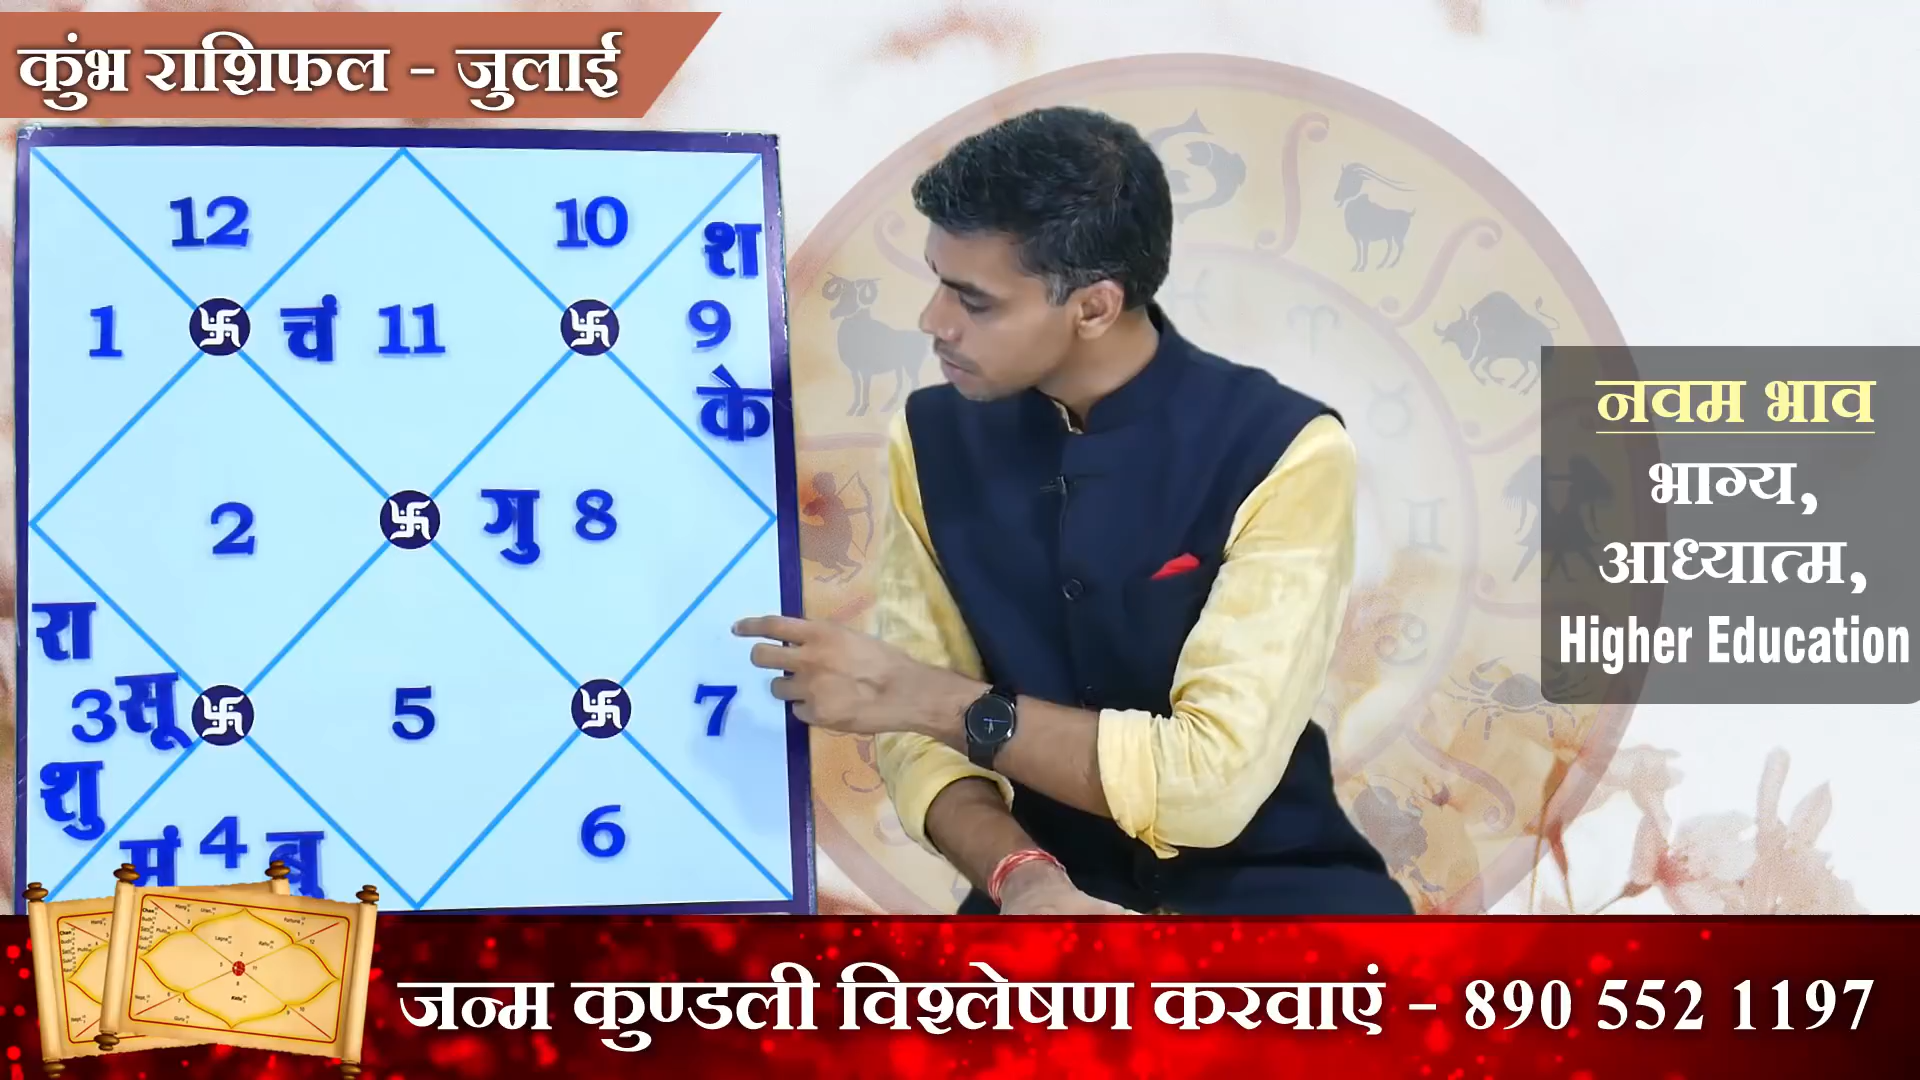 कुंभ राशिफल - जुलाई
12
10
श
1
चं 11
9
के
2
गु 8
रा
3 सू
5
7
शु
मं 4 बु
6
नवम भाव
भाग्य,
आध्यात्म,
Higher Education
जन्म कुण्डली विश्लेषण करवाएं - 890 552 1197